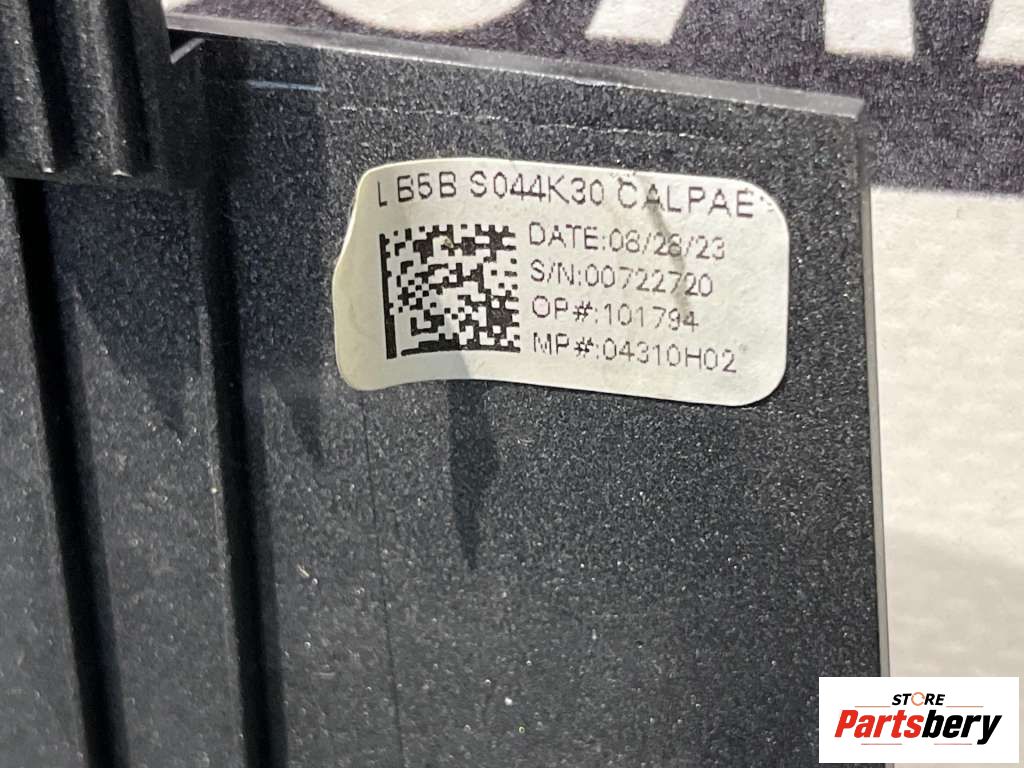 LB5B S044K30 CALPAE
DATE:08/28/23
S/N:00722720
OP#:101794
MP#:04310H02
STORE
Partsbery